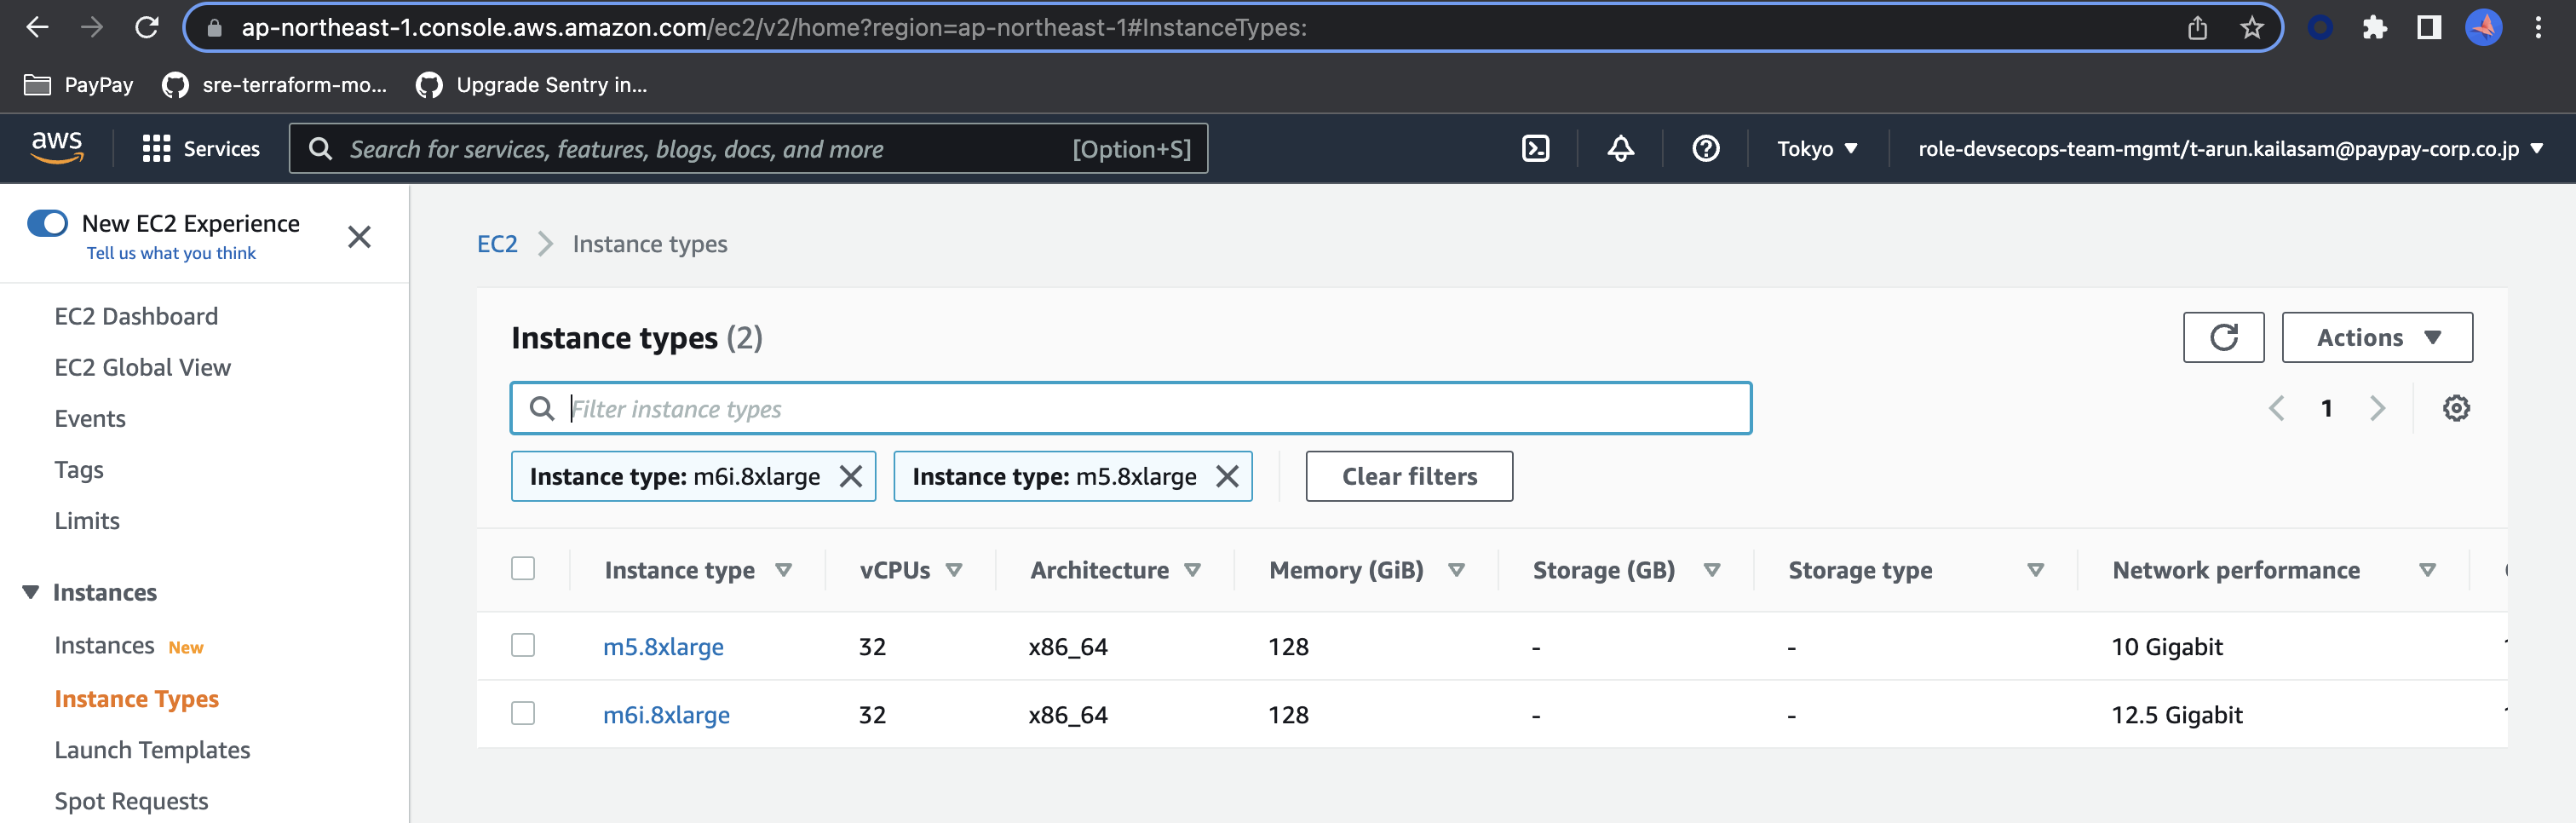 ap-northeast-1.console.aws.amazon.com/ec2/v2/home?region=ap-northeast-1#InstanceTypes:
PayPay sre-terraform-mo... Upgrade Sentry in...
aws Services Search for services, features, blogs, docs, and more [Option+S] Tokyo role-devsecops-team-mgmt/t-arun.kailasam@paypay-corp.co.jp
New EC2 Experience
Tell us what you think
EC2 Dashboard
EC2 Global View
Events
Tags
Limits
Instances
Instances New
Instance Types
Launch Templates
Spot Requests
EC2 Instance types
Instance types (2) Actions
Filter instance types 1
Instance type: m6i.8xlarge Instance type: m5.8xlarge Clear filters
Instance type vCPUs Architecture Memory (GiB) Storage (GB) Storage type Network performance
m5.8xlarge 32 x86_64 128 - - 10 Gigabit
m6i.8xlarge 32 x86_64 128 - - 12.5 Gigabit